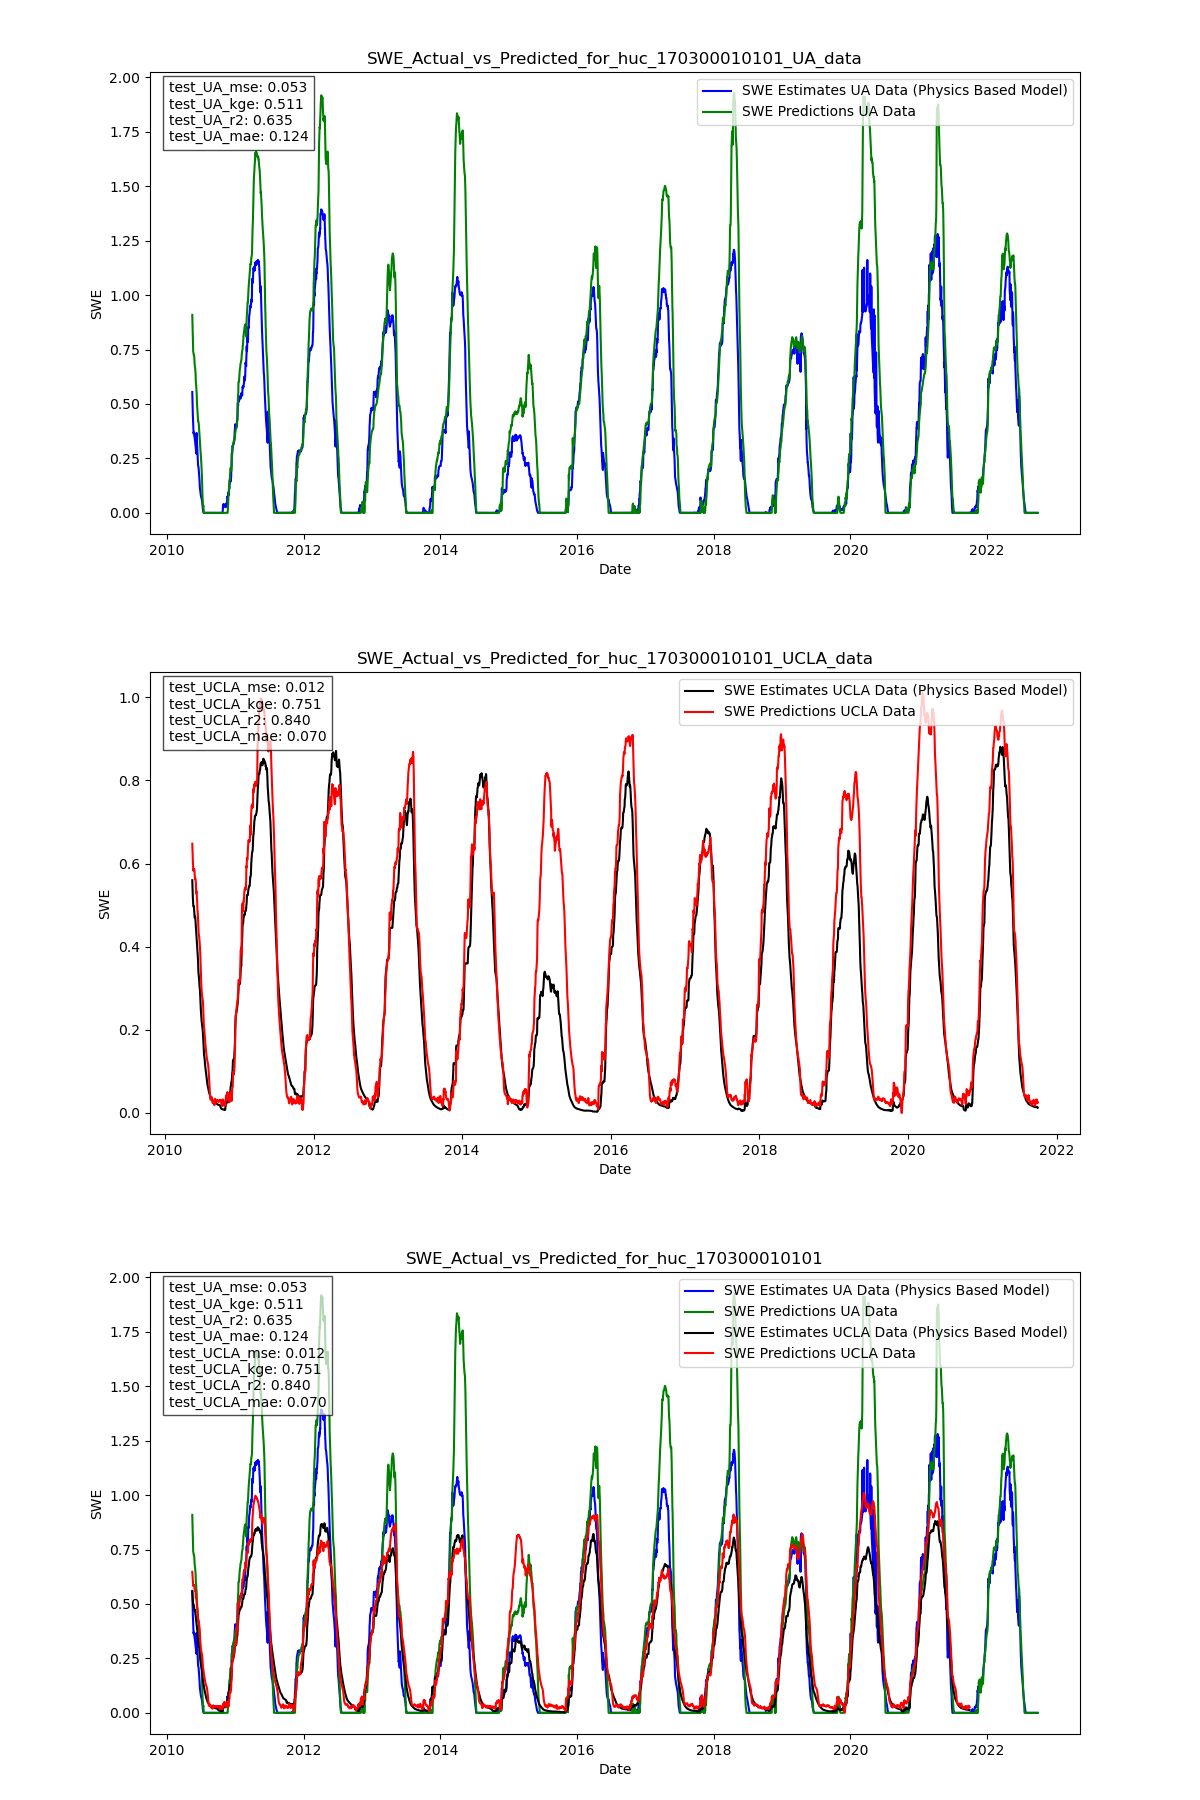 SWE_Actual_vs_Predicted_for_huc_170300010101_UA_data
test_UA_mse: 0.053
test_UA_kge: 0.511
test_UA_r2: 0.635
test_UA_mae: 0.124
SWE Estimates UA Data (Physics Based Model)
SWE Predictions UA Data
2.00
1.75
1.50
1.25
1.00
0.75
0.50
0.25
0.00
SWE
2010 2012 2014 2016 2018 2020 2022
Date
SWE_Actual_vs_Predicted_for_huc_170300010101_UCLA_data
test_UCLA_mse: 0.012
test_UCLA_kge: 0.751
test_UCLA_r2: 0.840
test_UCLA_mae: 0.070
SWE Estimates UCLA Data (Physics Based Model)
SWE Predictions UCLA Data
1.0
0.8
0.6
0.4
0.2
0.0
SWE
2010 2012 2014 2016 2018 2020 2022
Date
SWE_Actual_vs_Predicted_for_huc_170300010101
test_UA_mse: 0.053
test_UA_kge: 0.511
test_UA_r2: 0.635
test_UA_mae: 0.124
test_UCLA_mse: 0.012
test_UCLA_kge: 0.751
test_UCLA_r2: 0.840
test_UCLA_mae: 0.070
SWE Estimates UA Data (Physics Based Model)
SWE Predictions UA Data
SWE Estimates UCLA Data (Physics Based Model)
SWE Predictions UCLA Data
2.00
1.75
1.50
1.25
1.00
0.75
0.50
0.25
0.00
SWE
2010 2012 2014 2016 2018 2020 2022
Date